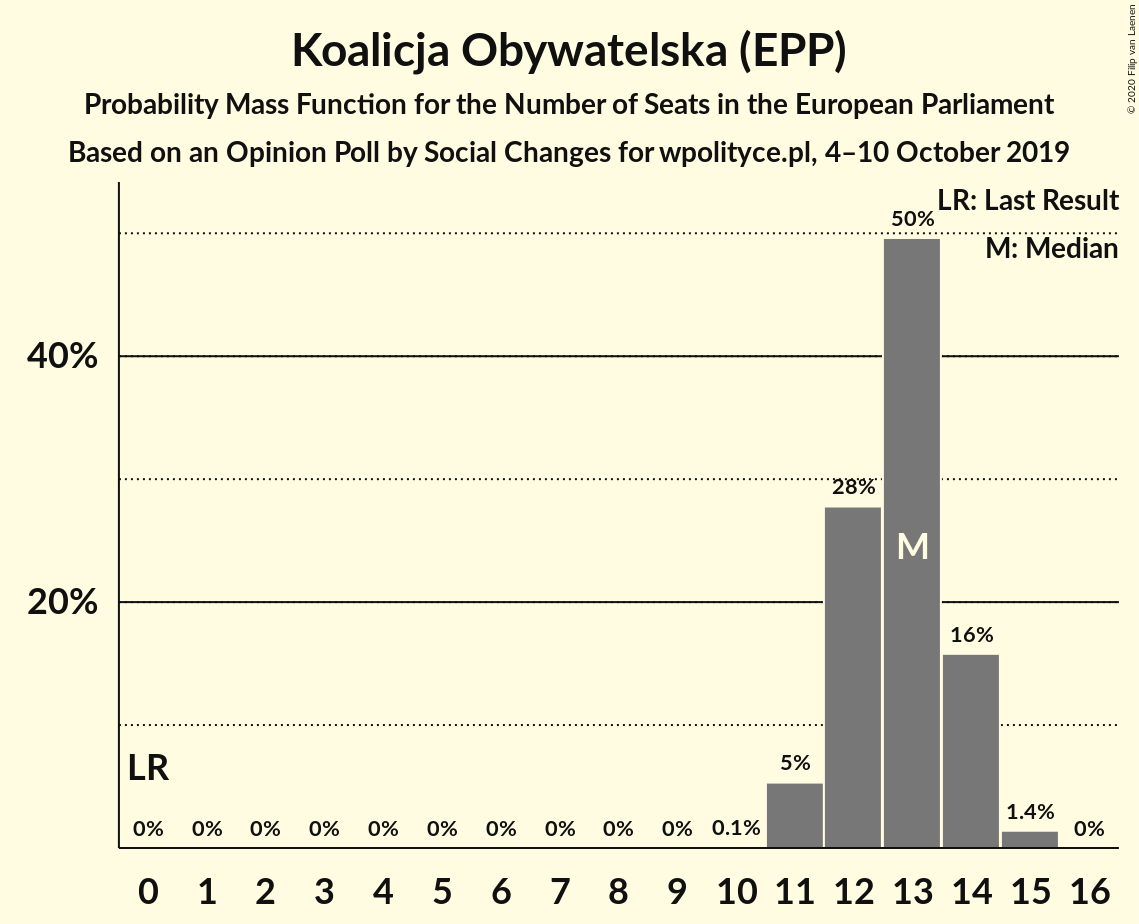 Koalicja Obywatelska (EPP)
Probability Mass Function for the Number of Seats in the European Parliament
Based on an Opinion Poll by Social Changes for wpolityce.pl, 4–10 October 2019
© 2020 Filip van Laenen
LR: Last Result
M: Median
50%
40%
28%
M
20%
16%
LR
5%
1.4%
0% 0% 0% 0% 0% 0% 0% 0% 0% 0% 0.1% 0%
0 1 2 3 4 5 6 7 8 9 10 11 12 13 14 15 16